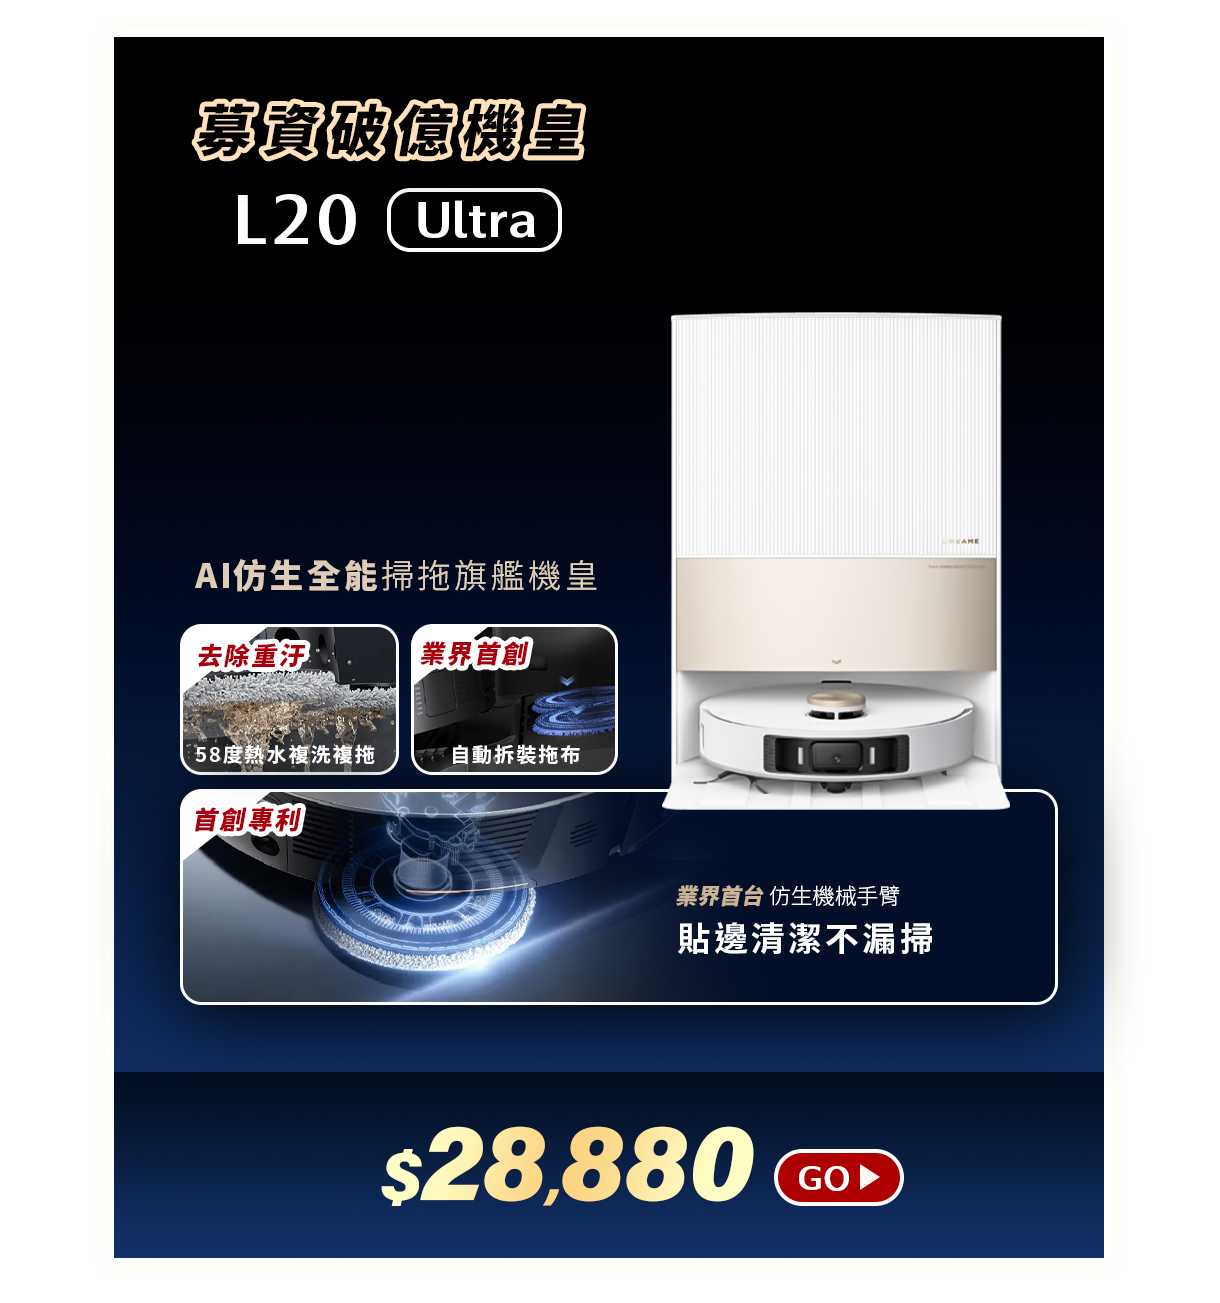 募資破億機皇
L20 Ultra
DREAME
AI仿生全能掃拖旗艦機皇
去除重汙
58度熱水複洗複拖
業界首創
自動拆裝拖布
首創專利
業界首台 仿生機械手臂
貼邊清潔不漏掃
$28,880
GO